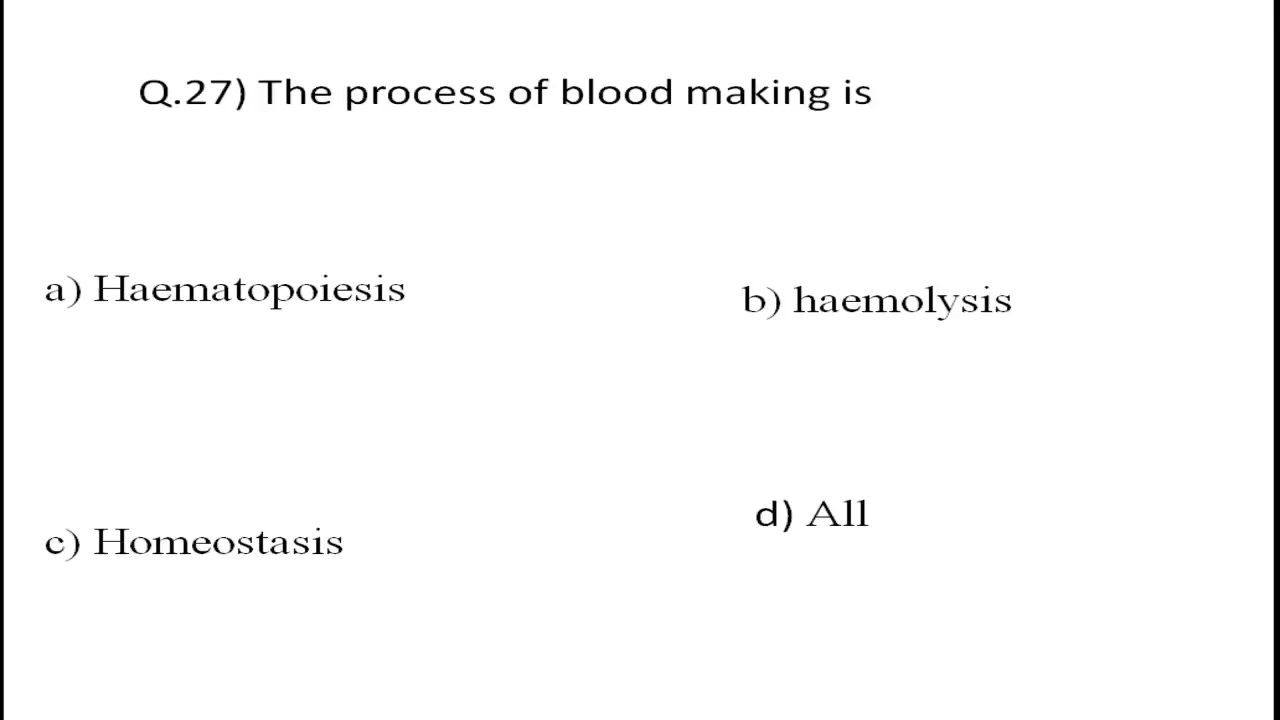 Q.27) The process of blood making is
a) Haematopoiesis
b) haemolysis
c) Homeostasis
d) All